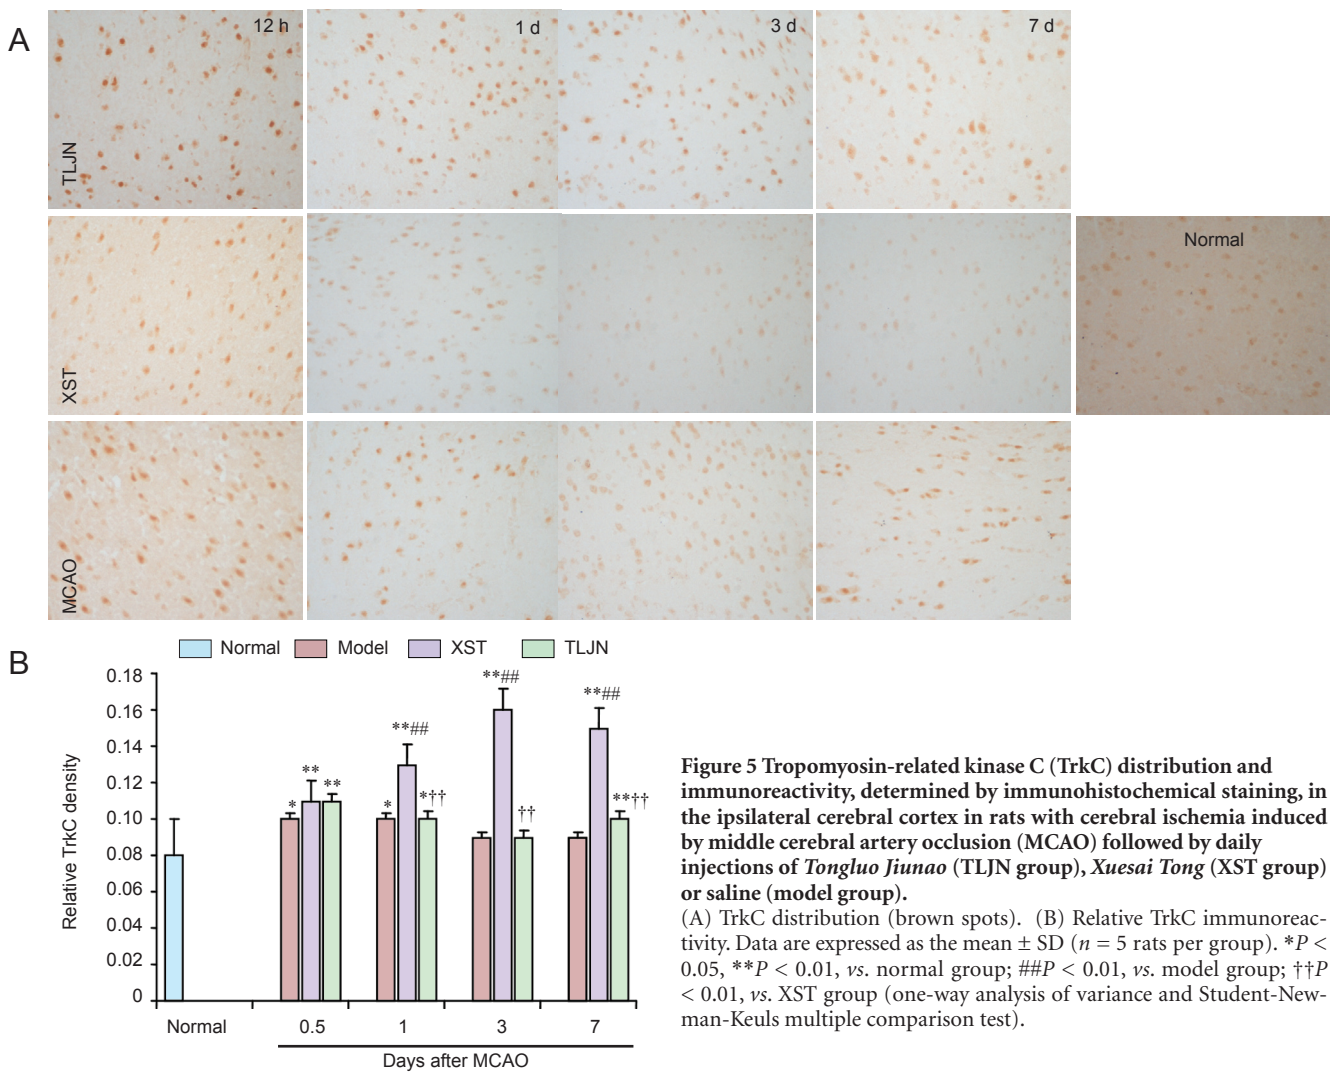 A
12 h
1 d
3 d
7 d
TLJN
XST
Normal
MCAO
B
Normal
Model
XST
TLJN
0.18
0.16
0.14
0.12
0.10
0.08
0.06
0.04
0.02
0
Relative TrkC density
*
**
**
*
**##
*††
**##
††
**##
**††
Normal
0.5
1
3
7
Days after MCAO
Figure 5 Tropomyosin-related kinase C (TrkC) distribution and
immunoreactivity, determined by immunohistochemical staining, in
the ipsilateral cerebral cortex in rats with cerebral ischemia induced
by middle cerebral artery occlusion (MCAO) followed by daily
injections of Tongluo Jiunao (TLJN group), Xuesai Tong (XST group)
or saline (model group).
(A) TrkC distribution (brown spots). (B) Relative TrkC immunoreac-
tivity. Data are expressed as the mean ± SD (n = 5 rats per group). *P <
0.05, **P < 0.01, vs. normal group; ##P < 0.01, vs. model group; ††P
< 0.01, vs. XST group (one-way analysis of variance and Student-New-
man-Keuls multiple comparison test).